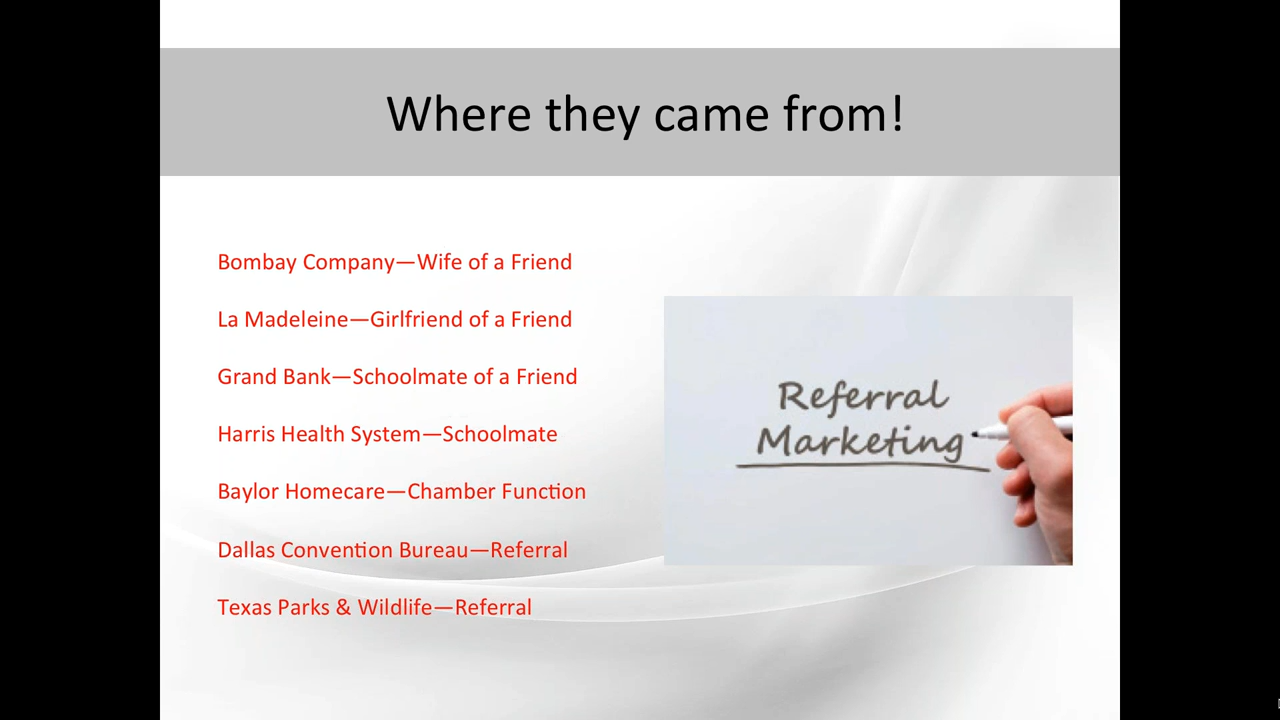 Where they came from!
Bombay Company—Wife of a Friend
La Madeleine—Girlfriend of a Friend
Grand Bank—Schoolmate of a Friend
Harris Health System—Schoolmate
Baylor Homecare—Chamber Function
Dallas Convention Bureau—Referral
Texas Parks & Wildlife—Referral
Referral
Marketing